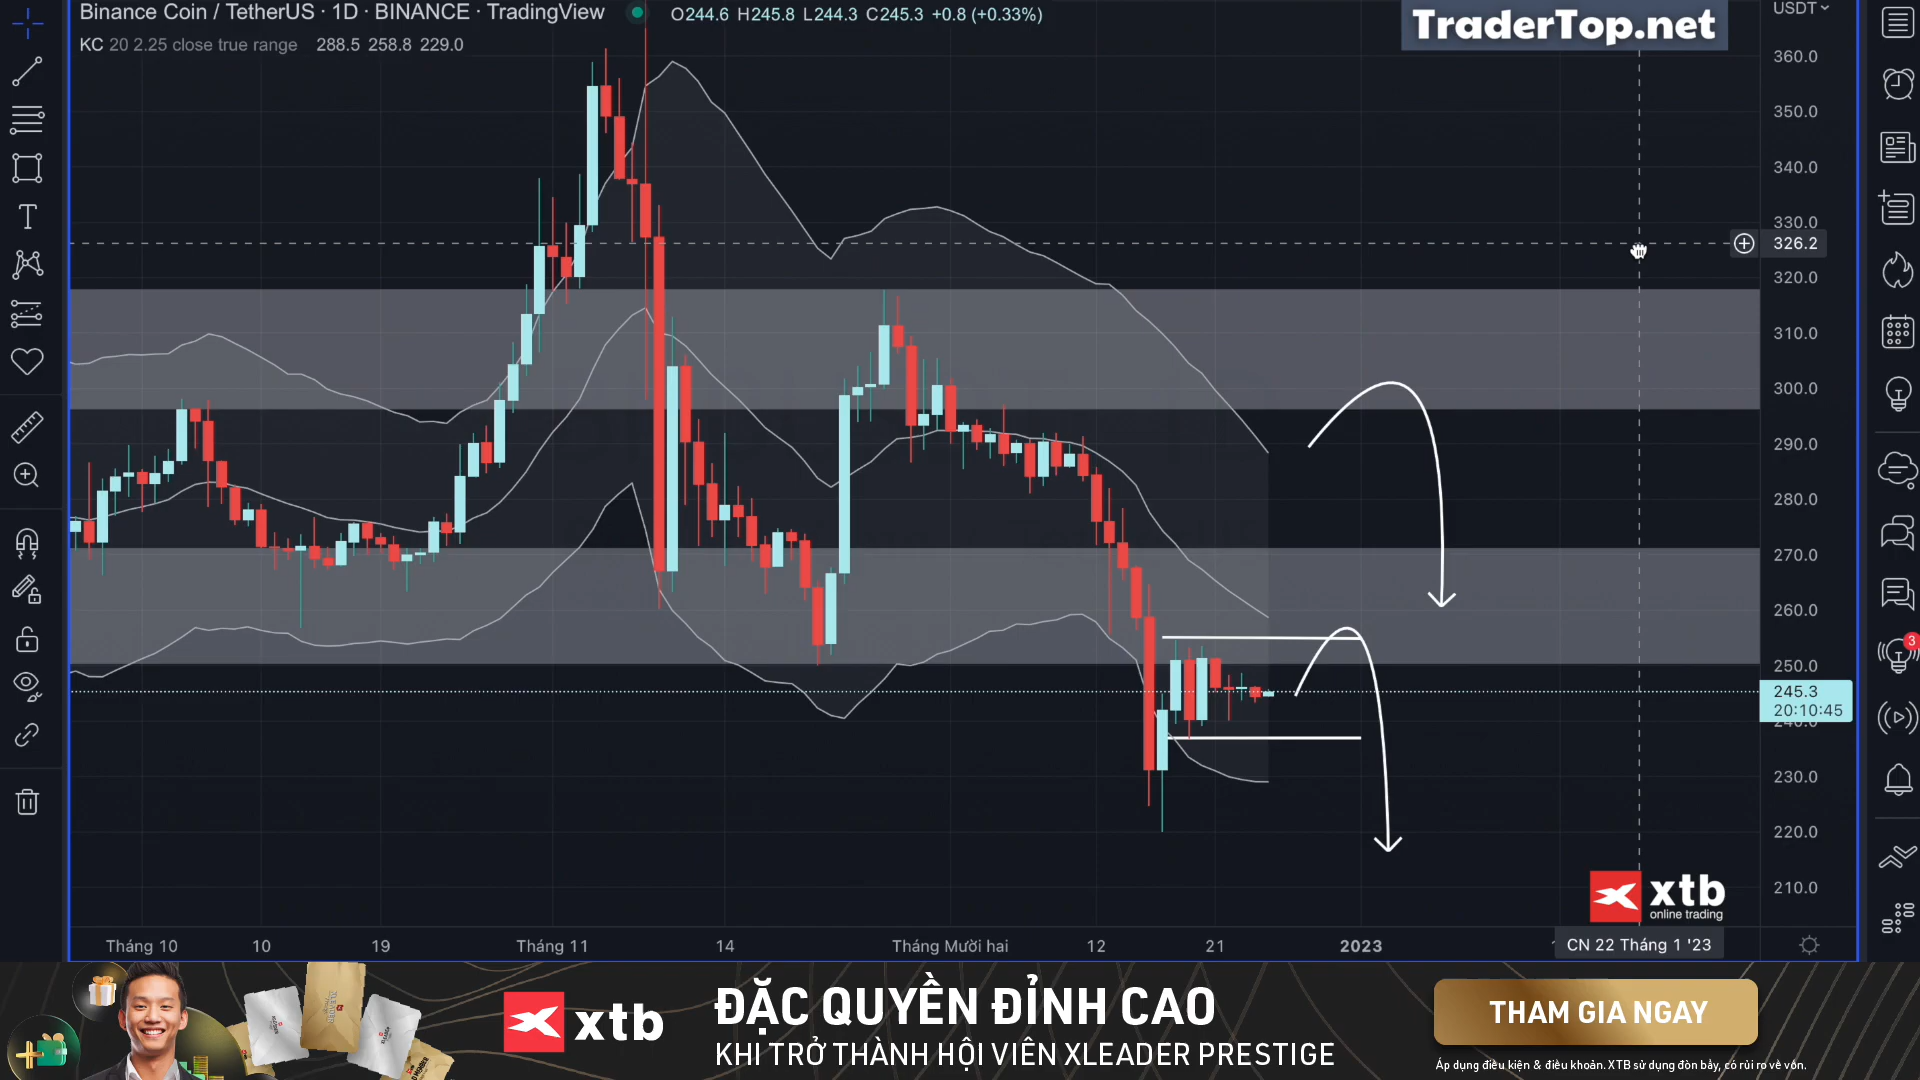 Binance Coin / TetherUS · 1D · BINANCE · TradingView
O244.6 H245.8 L244.3 C245.3 +0.8 (+0.33%)
KC 20 2.25 close true range 288.5 258.8 229.0
TraderTop.net
USDT
360.0
350.0
340.0
330.0
326.2
320.0
310.0
300.0
290.0
280.0
270.0
260.0
250.0
245.3
20:10:45
240.0
230.0
220.0
210.0
3
xtb
online trading
Tháng 10
10
19
Tháng 11
14
Tháng Mười hai
12
21
2023
CN 22 Tháng 1 '23
xtb
ĐẶC QUYỀN ĐỈNH CAO
KHI TRỞ THÀNH HỘI VIÊN XLEADER PRESTIGE
THAM GIA NGAY
Áp dụng điều kiện & điều khoản. XTB sử dụng đòn bẩy, có rủi ro về vốn.